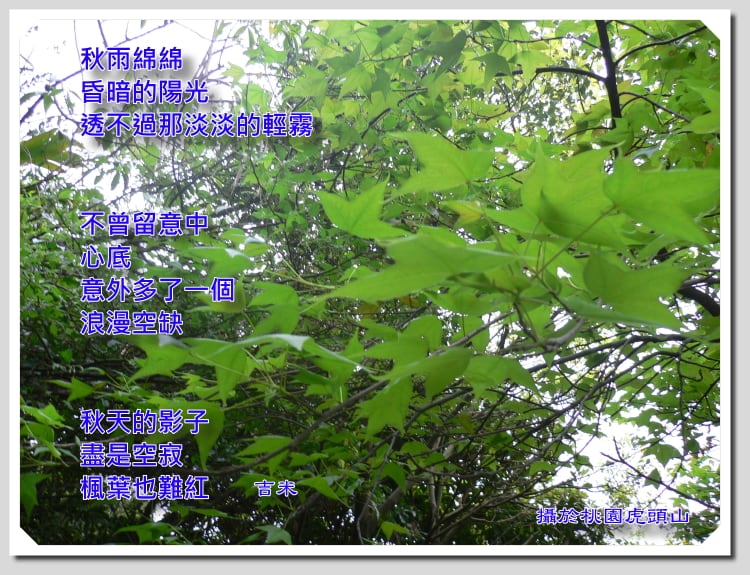 秋雨綿綿
昏暗的陽光
透不過那淡淡的輕霧
不曾留意中
心底
意外多了一個
浪漫空缺
秋天的影子
盡是空寂
楓葉也難紅
吉米
攝於桃園虎頭山